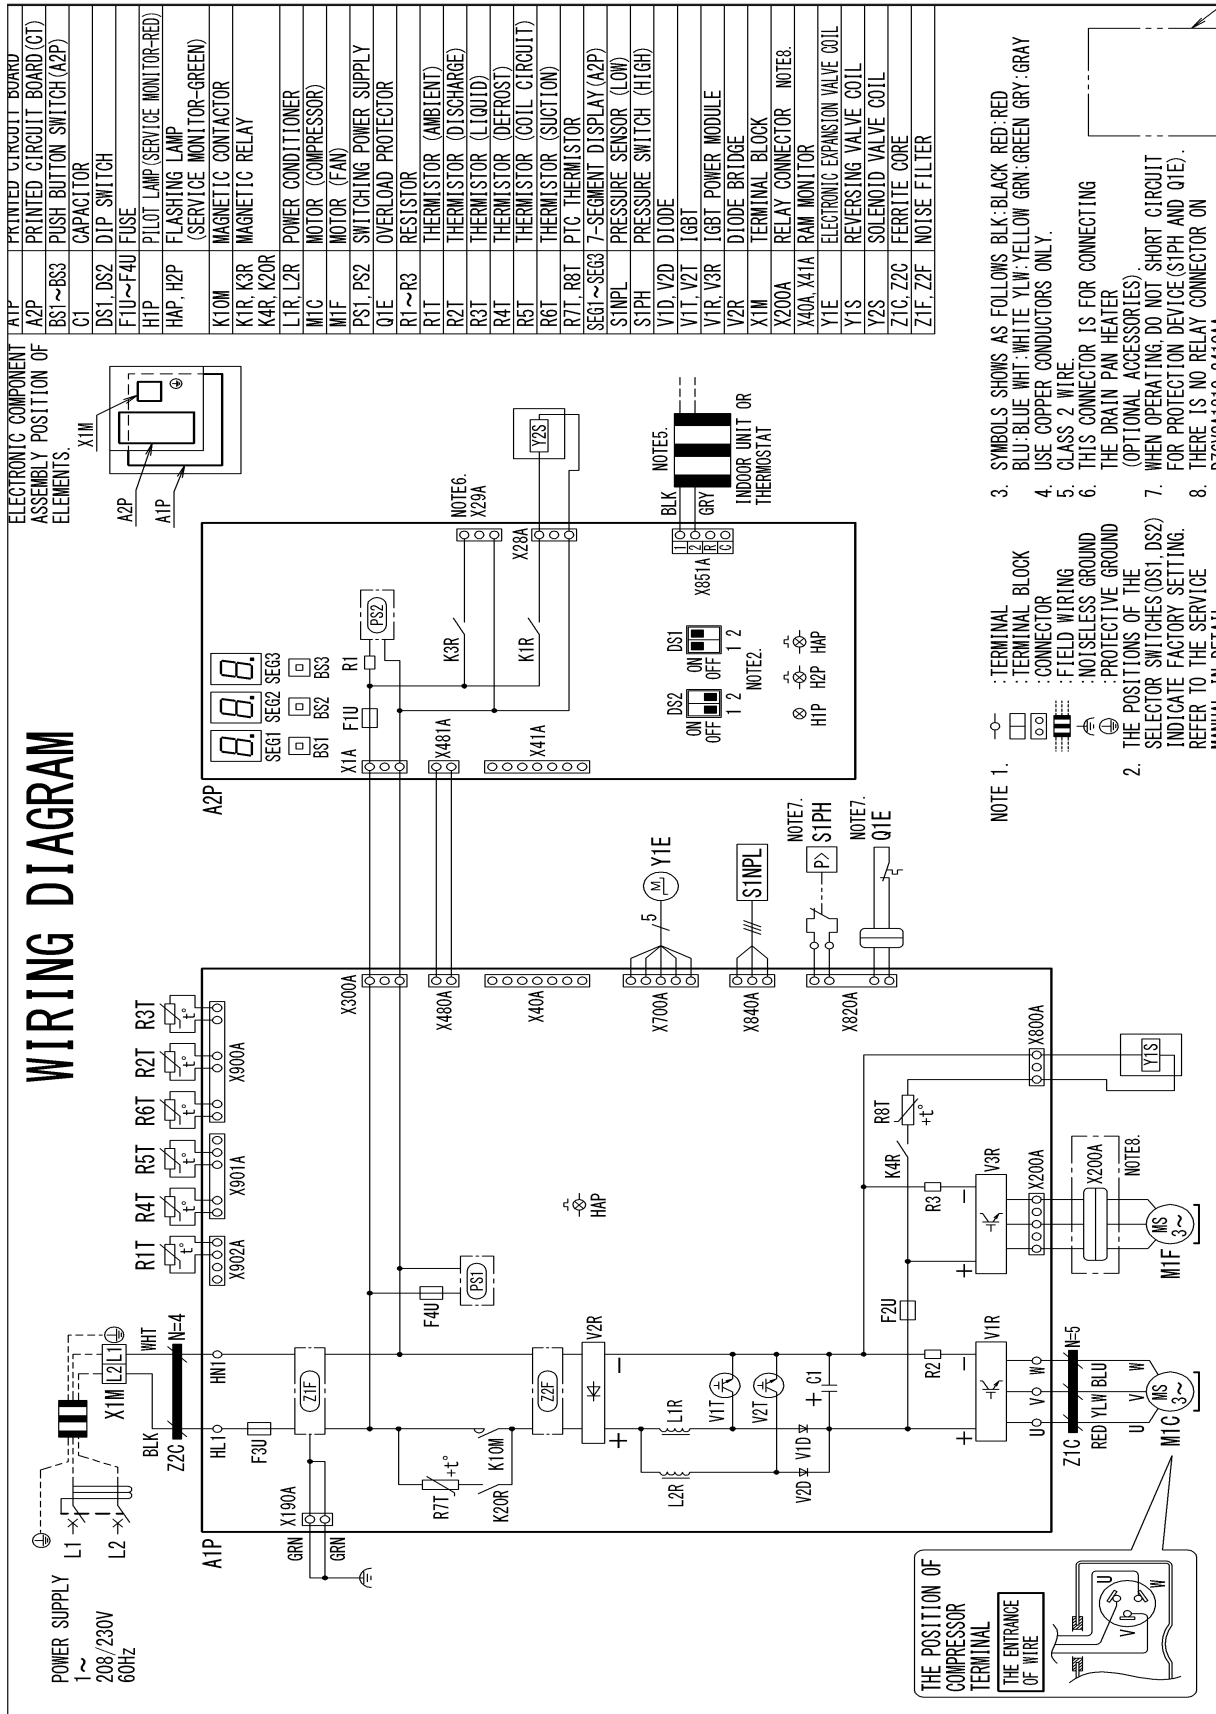 WIRING DIAGRAM
POWER SUPPLY
1~
208/230V
60Hz
L1
L2
X1M
L2 L1
BLK
WHT
Z2C
N=4
R1T
R4T
R5T
R6T
R2T
R3T
t°
t°
t°
t°
t°
t°
X902A
X901A
X900A
A1P
HL1
HN1
F3U
X190A
GRN
GRN
Z1F
R7T
+t°
K10M
K20R
F4U
PS1
HAP
Z2F
V2R
+
-
L1R
L2R
V1T
V2T
V2D
V1D
+
C1
F2U
R2
R3
K4R
R8T
+t°
V1R
+
-
V3R
+
-
U
V
W
X200A
X800A
Y1S
Z1C
N=5
RED
YLW
BLU
U
V
W
MS
3~
M1C
X200A
NOTE8.
MS
3~
M1F
X300A
X480A
X40A
X700A
X840A
X820A
5
M
Y1E
S1NPL
NOTE7.
P>
S1PH
NOTE7.
Q1E
A2P
SEG1
SEG2
SEG3
BS1
BS2
BS3
X1A
F1U
R1
PS2
X481A
X41A
K3R
K1R
NOTE6.
X29A
X28A
Y2S
DS2
ON
OFF
1 2
DS1
ON
OFF
1 2
NOTE2.
H1P
H2P
HAP
X851A
1
2
R
C
BLK
GRY
NOTE5.
INDOOR UNIT OR
THERMOSTAT
THE POSITION OF
COMPRESSOR
TERMINAL
THE ENTRANCE
OF WIRE
U
V
W
ELECTRONIC COMPONENT
ASSEMBLY POSITION OF
ELEMENTS.
A2P
X1M
A1P
A1P PRINTED CIRCUIT BOARD
A2P PRINTED CIRCUIT BOARD(CT)
BS1~BS3 PUSH BUTTON SWITCH(A2P)
C1 CAPACITOR
DS1, DS2 DIP SWITCH
F1U~F4U FUSE
H1P PILOT LAMP(SERVICE MONITOR-RED)
HAP, H2P FLASHING LAMP
(SERVICE MONITOR-GREEN)
K10M MAGNETIC CONTACTOR
K1R, K3R MAGNETIC RELAY
K4R, K20R
L1R, L2R POWER CONDITIONER
M1C MOTOR (COMPRESSOR)
M1F MOTOR (FAN)
PS1, PS2 SWITCHING POWER SUPPLY
Q1E OVERLOAD PROTECTOR
R1~R3 RESISTOR
R1T THERMISTOR (AMBIENT)
R2T THERMISTOR (DISCHARGE)
R3T THERMISTOR (LIQUID)
R4T THERMISTOR (DEFROST)
R5T THERMISTOR (COIL CIRCUIT)
R6T THERMISTOR (SUCTION)
R7T, R8T PTC THERMISTOR
SEG1~SEG3 7-SEGMENT DISPLAY(A2P)
S1NPL PRESSURE SENSOR (LOW)
S1PH PRESSURE SWITCH (HIGH)
V1D, V2D DIODE
V1T, V2T IGBT
V1R, V3R IGBT POWER MODULE
V2R DIODE BRIDGE
X1M TERMINAL BLOCK
X200A RELAY CONNECTOR NOTE8.
X40A, X41A RAM MONITOR
Y1E ELECTRONIC EXPANSION VALVE COIL
Y1S REVERSING VALVE COIL
Y2S SOLENOID VALVE COIL
Z1C, Z2C FERRITE CORE
Z1F, Z2F NOISE FILTER
NOTE 1. :TERMINAL
:TERMINAL BLOCK
:CONNECTOR
:FIELD WIRING
:NOISELESS GROUND
:PROTECTIVE GROUND
2. THE POSITIONS OF THE
SELECTOR SWITCHES(DS1, DS2)
INDICATE FACTORY SETTING.
REFER TO THE SERVICE
MANUAL IN DETAIL.
3. SYMBOLS SHOWS AS FOLLOWS BLK:BLACK RED:RED
BLU:BLUE WHT:WHITE YLW:YELLOW GRN:GREEN GRY:GRAY
4. USE COPPER CONDUCTORS ONLY.
5. CLASS 2 WIRE.
6. THIS CONNECTOR IS FOR CONNECTING
THE DRAIN PAN HEATER
(OPTIONAL ACCESSORIES).
7. WHEN OPERATING, DO NOT SHORT CIRCUIT
FOR PROTECTION DEVICE(S1PH AND Q1E).
8. THERE IS NO RELAY CONNECTOR ON